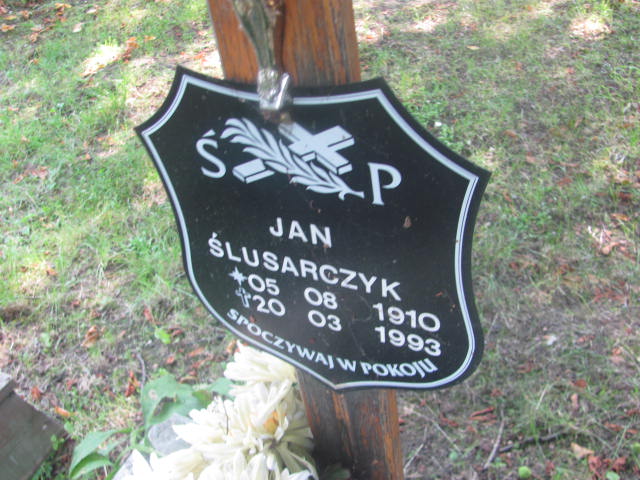 Ś P
JAN
ŚLUSARCZYK
*05 08 1910
✝20 03 1993
SPOCZYWAJ W POKOJU